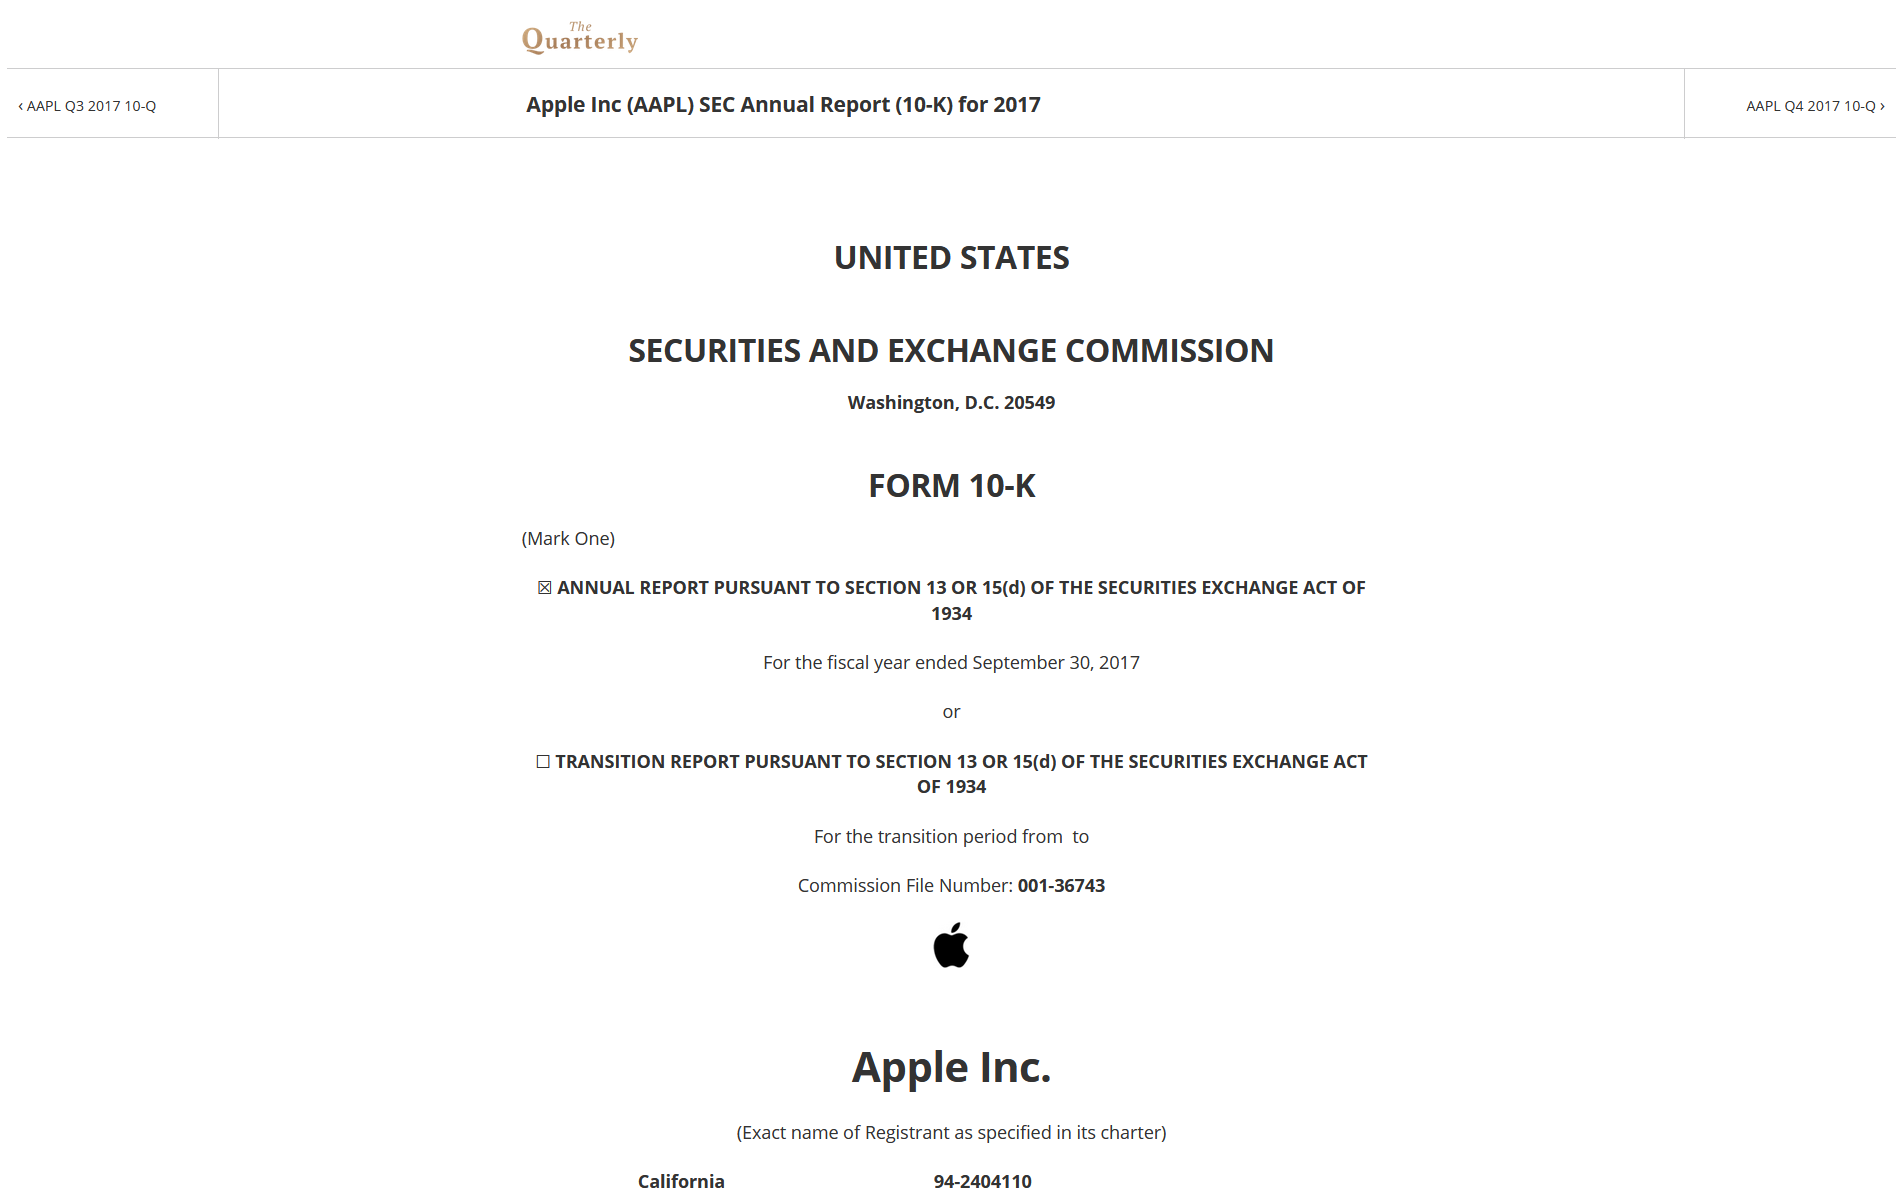 The
Quarterly
‹ AAPL Q3 2017 10-Q
Apple Inc (AAPL) SEC Annual Report (10-K) for 2017
AAPL Q4 2017 10-Q ›
UNITED STATES
SECURITIES AND EXCHANGE COMMISSION
Washington, D.C. 20549
FORM 10-K
(Mark One)
☒ ANNUAL REPORT PURSUANT TO SECTION 13 OR 15(d) OF THE SECURITIES EXCHANGE ACT OF
1934
For the fiscal year ended September 30, 2017
or
☐ TRANSITION REPORT PURSUANT TO SECTION 13 OR 15(d) OF THE SECURITIES EXCHANGE ACT
OF 1934
For the transition period from  to
Commission File Number: 001-36743
Apple Inc.
(Exact name of Registrant as specified in its charter)
California 94-2404110